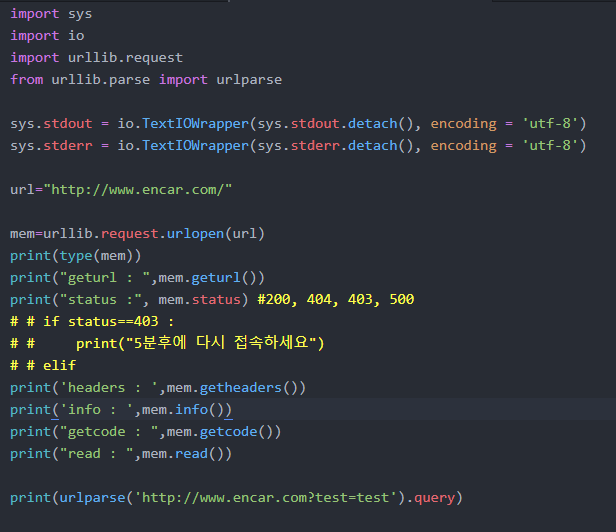 import sys
import io
import urllib.request
from urllib.parse import urlparse
sys.stdout = io.TextIOWrapper(sys.stdout.detach(), encoding = 'utf-8')
sys.stderr = io.TextIOWrapper(sys.stderr.detach(), encoding = 'utf-8')
url="http://www.encar.com/"
mem=urllib.request.urlopen(url)
print(type(mem))
print("geturl : ",mem.geturl())
print("status :", mem.status) #200, 404, 403, 500
# # if status==403 :
# #     print("5분후에 다시 접속하세요")
# # elif
print('headers : ',mem.getheaders())
print('info : ',mem.info())
print("getcode : ",mem.getcode())
print("read : ",mem.read())
print(urlparse('http://www.encar.com?test=test').query)